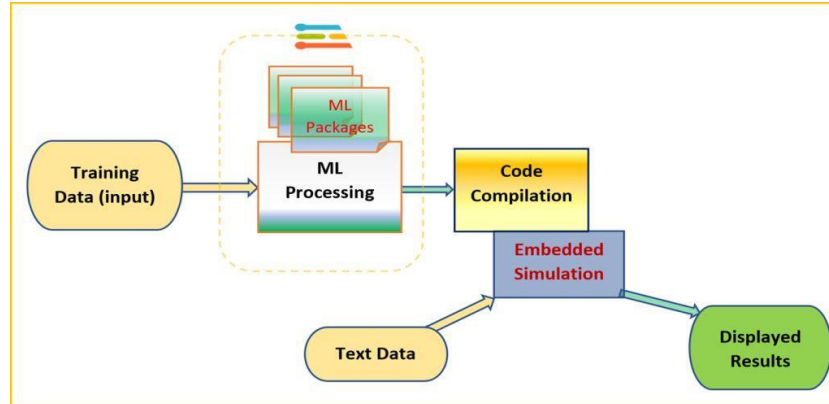 ML
Packages
Training
Data (input)
ML
Processing
Code
Compilation
Embedded
Simulation
Text Data
Displayed
Results